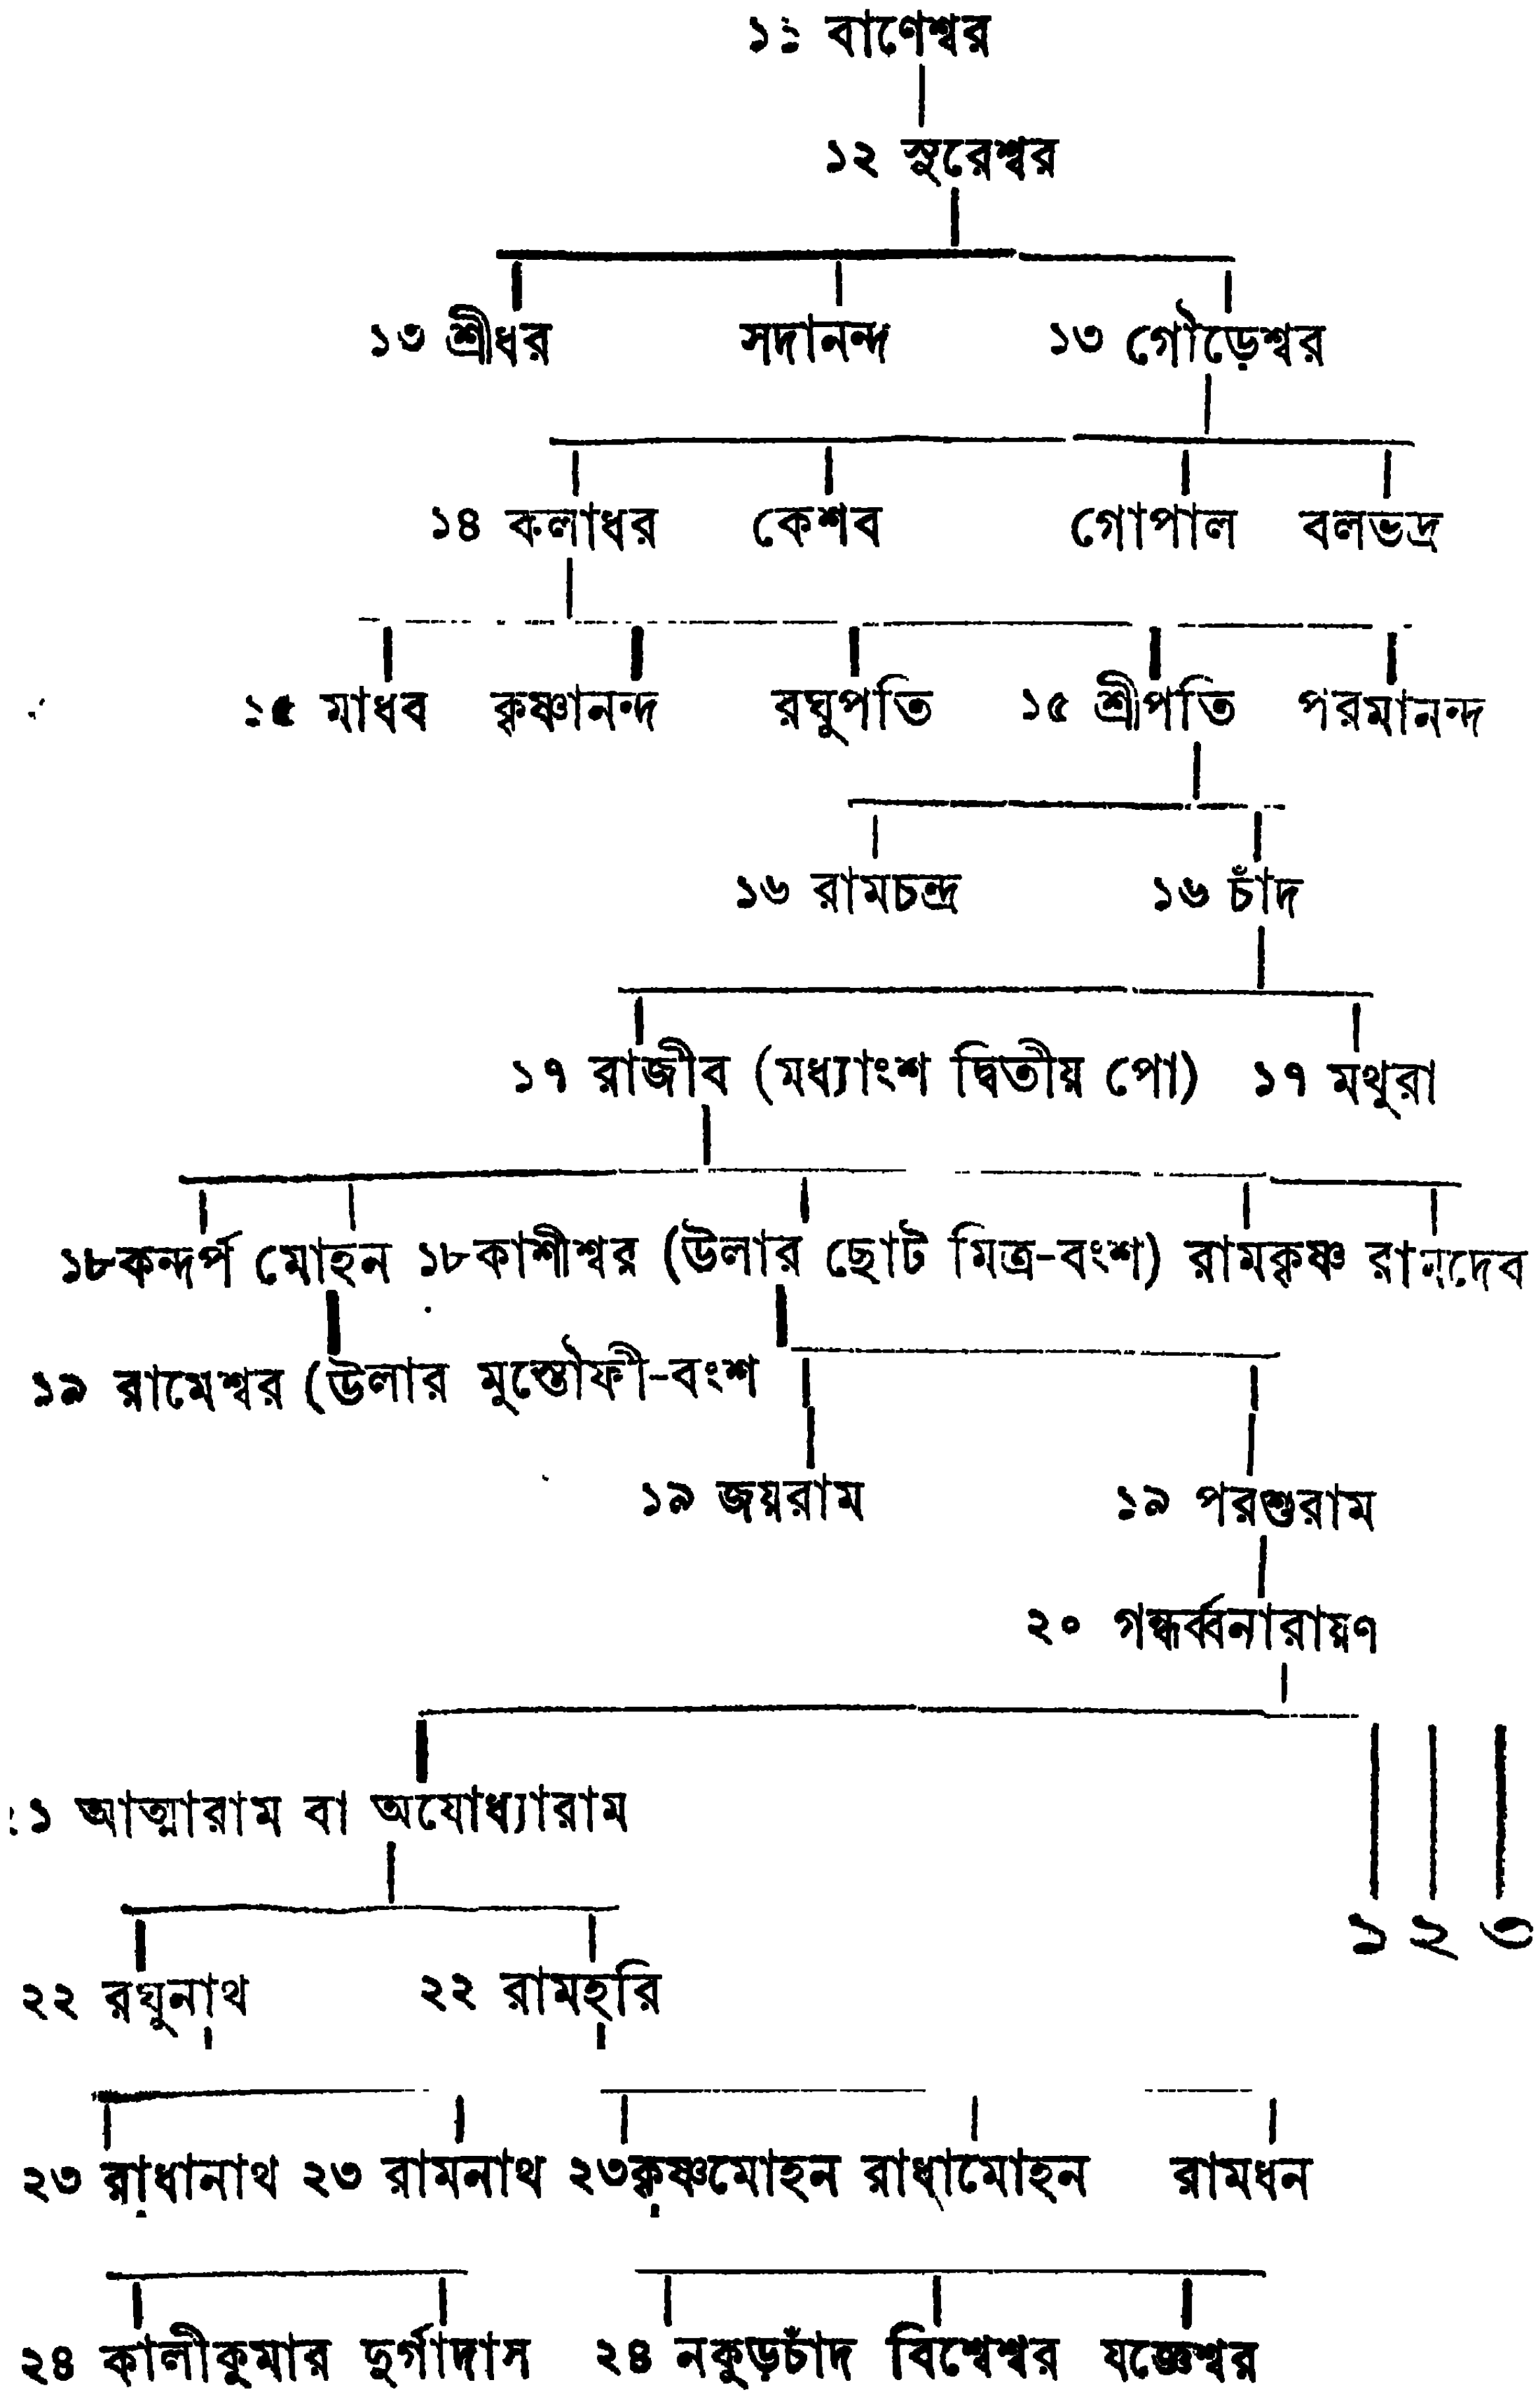 ১১ বাণেশ্বর
১২ সুরেশ্বর
১৩ শ্রীধর সদানন্দ ১৩ গৌড়েশ্বর
১৪ কলাধর কেশব গোপাল বলভদ্র
১৫ মাধব কৃষ্ণানন্দ রঘুপতি ১৫ শ্রীপতি পরমানন্দ
১৬ রামচন্দ্র ১৬ চাঁদ
১৭ রাজীব (মধ্যাংশ দ্বিতীয় পো) ১৭ মথুরা
১৮কন্দর্প মোহন ১৮কাশীশ্বর (উলার ছোট মিত্র-বংশ) রামকৃষ্ণ রামদেব
১৯ রামেশ্বর (উলার মুস্তৌফী-বংশ
১৯ জয়রাম ১৯ পরশুরাম
২০ গন্ধর্ব্বনারায়ণ
২১ আত্মারাম বা অযোধ্যারাম
১ ২ ৩
২২ রঘুনাথ ২২ রামহরি
২৩ রাধানাথ ২৩ রামনাথ ২৩কৃষ্ণমোহন রাধামোহন রামধন
২৪ কালীকুমার দুর্গাদাস ২৪ নকুড়চাঁদ বিশ্বেশ্বর যজ্ঞেশ্বর